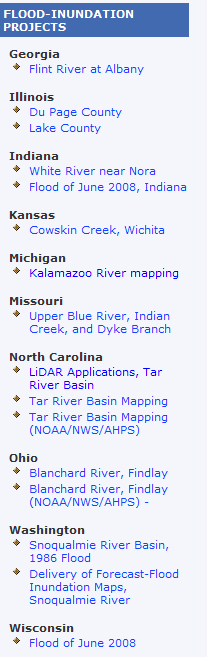 FLOOD-INUNDATION
PROJECTS
Georgia
Flint River at Albany
Illinois
Du Page County
Lake County
Indiana
White River near Nora
Flood of June 2008, Indiana
Kansas
Cowskin Creek, Wichita
Michigan
Kalamazoo River mapping
Missouri
Upper Blue River, Indian
Creek, and Dyke Branch
North Carolina
LiDAR Applications, Tar
River Basin
Tar River Basin Mapping
Tar River Basin Mapping
(NOAA/NWS/AHPS)
Ohio
Blanchard River, Findlay
Blanchard River, Findlay
(NOAA/NWS/AHPS) -
Washington
Snoqualmie River Basin,
1986 Flood
Delivery of Forecast-Flood
Inundation Maps,
Snoqualmie River
Wisconsin
Flood of June 2008